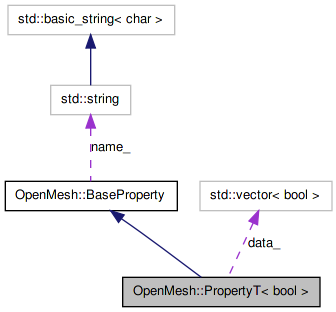 std::basic_string< char >
std::string
name_
OpenMesh::BaseProperty
std::vector< bool >
data_
OpenMesh::PropertyT< bool >